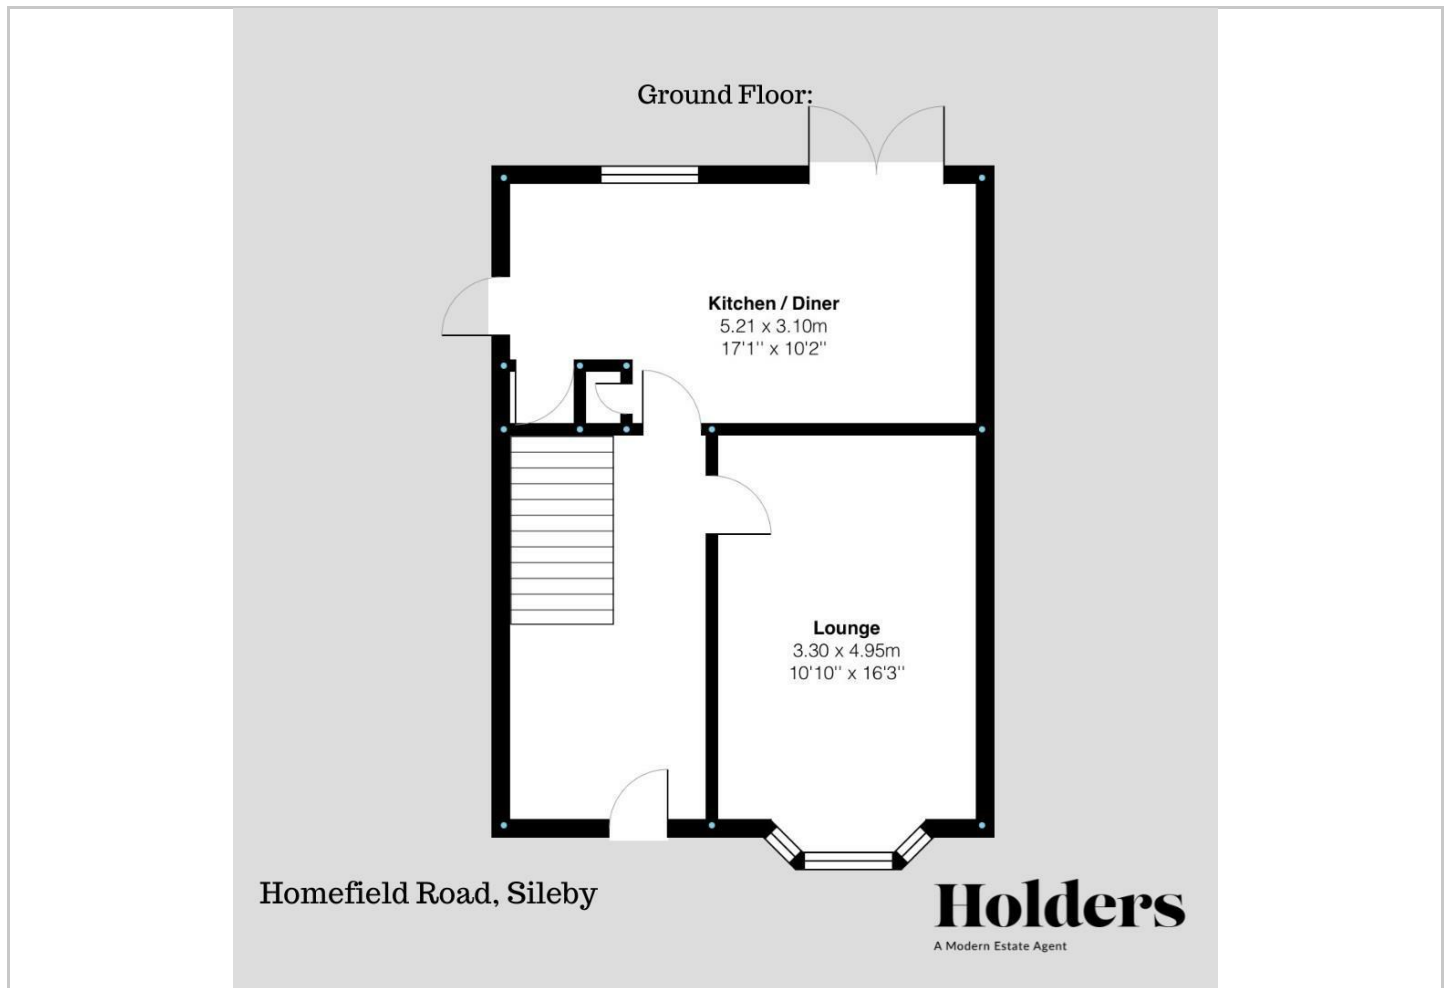 Ground Floor:
Kitchen / Diner
5.21 x 3.10m
17'1'' x 10'2''
Lounge
3.30 x 4.95m
10'10'' x 16'3''
Homefield Road, Sileby
Holders
A Modern Estate Agent